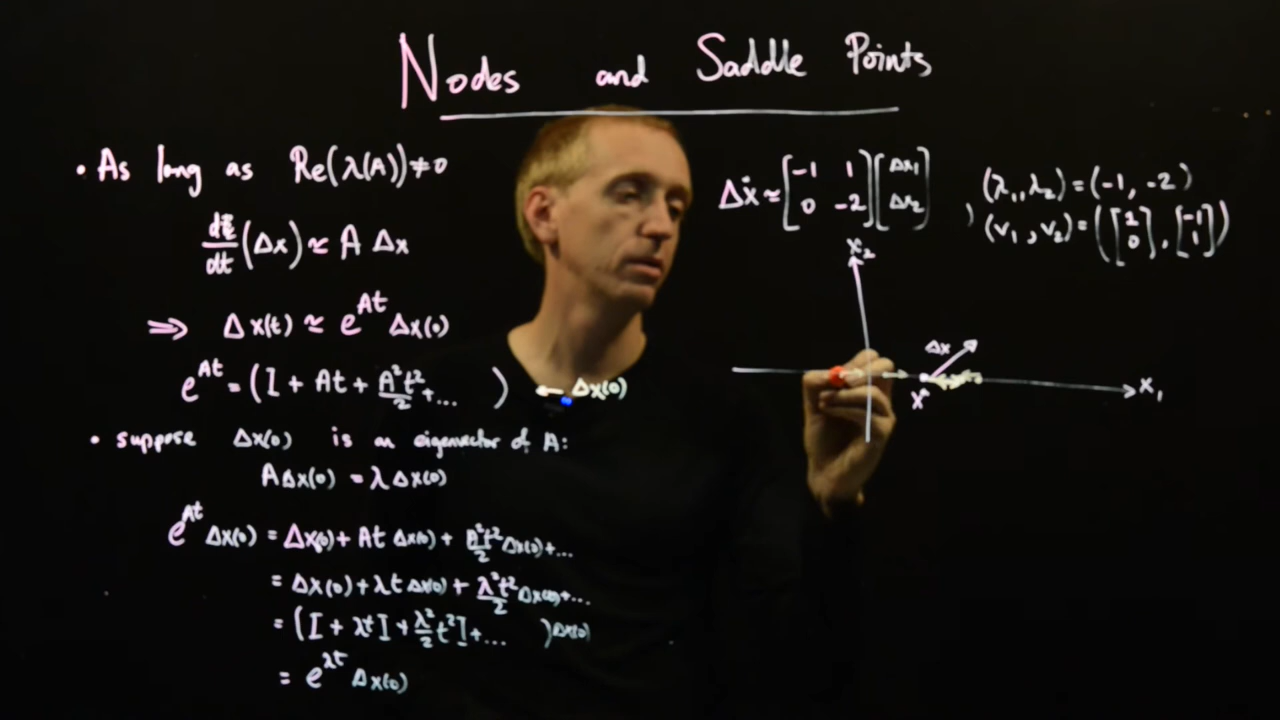 Nodes and Saddle Points
• As long as Re(λ(A))≠0
d/dt (Δx) ≈ A Δx
⇒ Δx(t) ≈ e^{At} Δx(0)
e^{At} = (I + At + A²t²/2 + ... ) ← Δx(0)
• suppose Δx(0) is an eigenvector of A:
AΔx(0) = λΔx(0)
e^{At} Δx(0) = Δx(0) + At Δx(0) + A²t²/2 Δx(0) + ...
= Δx(0) + λt Δx(0) + λ²t²/2 Δx(0) + ...
= (I + λtI + λ²/2 t²I + ... )Δx(0)
= e^{λt} Δx(0)
Δẋ ≈ [-1 1; 0 -2] [Δx1; Δx2]
(λ1, λ2) = (-1, -2)
) (v1, v2) = ([1; 0], [-1; 1])
x2
Δx
x*
x1